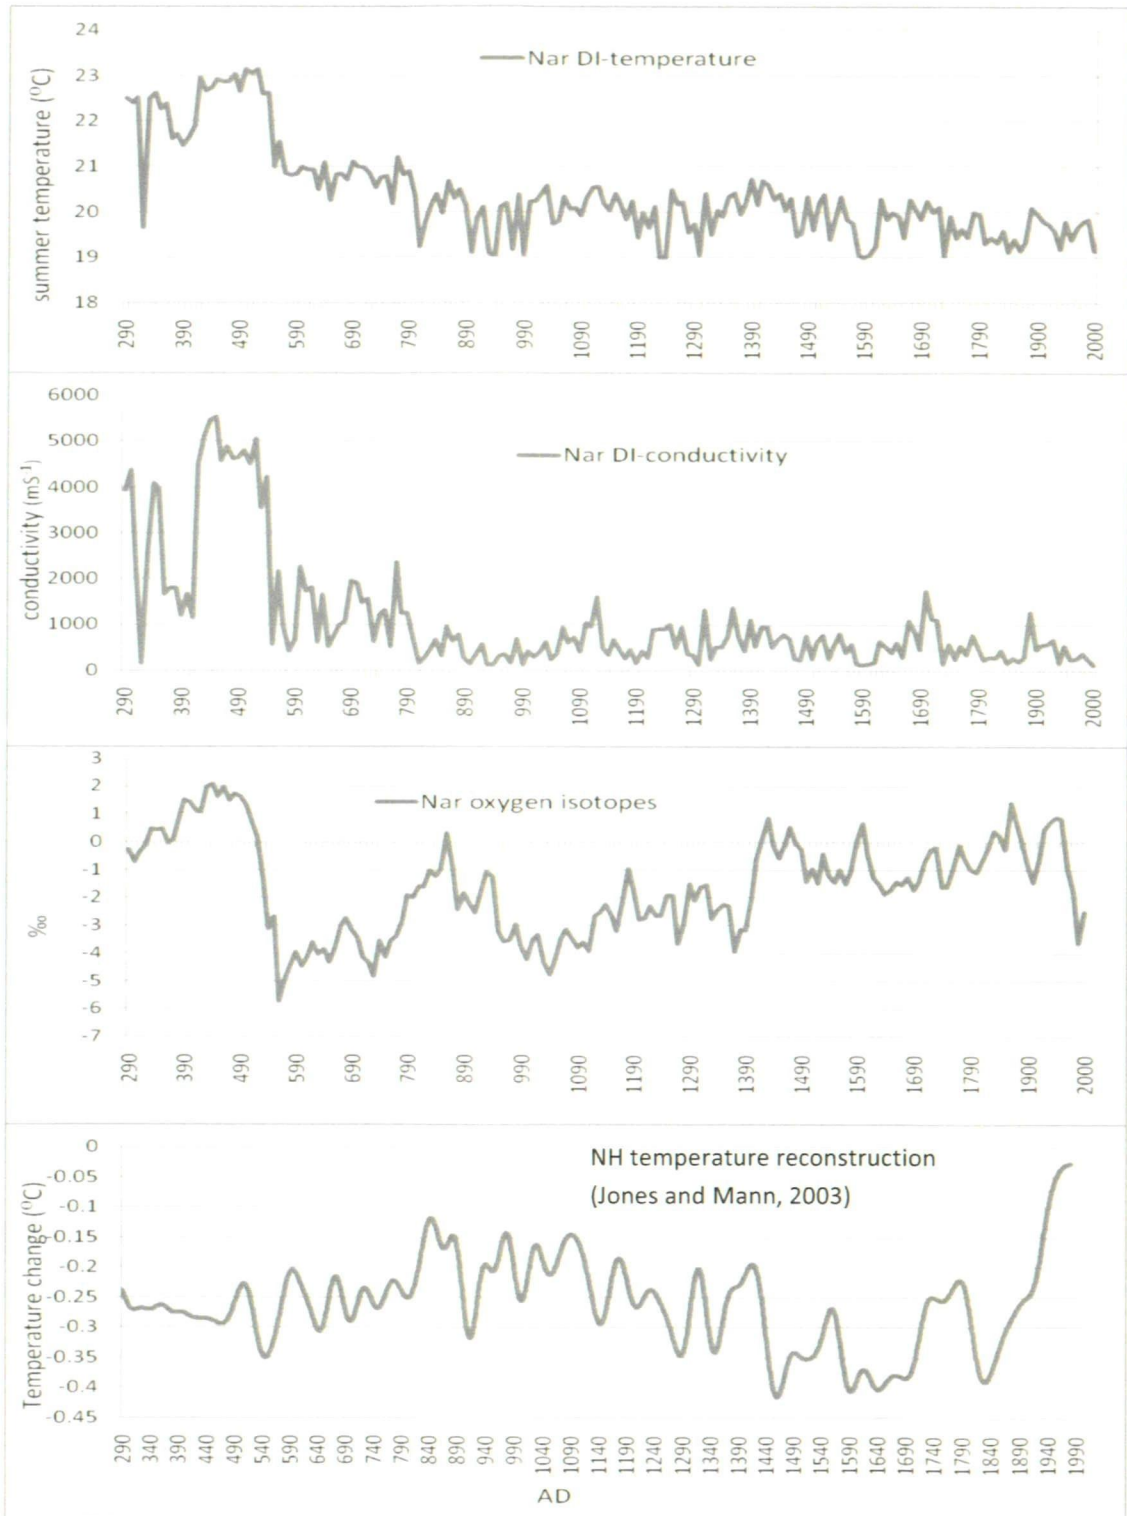 24
23
22
21
20
19
18
summer temperature (⁰C)
Nar DI-temperature
290 390 490 590 690 790 890 990 1090 1190 1290 1390 1490 1590 1690 1790 1900 2000
6000
5000
4000
3000
2000
1000
0
conductivity (mS⁻¹)
Nar DI-conductivity
290 390 490 590 690 790 890 990 1090 1190 1290 1390 1490 1590 1690 1790 1900 2000
3
2
1
0
-1
-2
-3
-4
-5
-6
-7
‰
Nar oxygen isotopes
290 390 490 590 690 790 890 990 1090 1190 1290 1390 1490 1590 1690 1790 1900 2000
0
-0.05
-0.1
-0.15
-0.2
-0.25
-0.3
-0.35
-0.4
-0.45
Temperature change (⁰C)
NH temperature reconstruction
(Jones and Mann, 2003)
290 340 390 440 490 540 590 640 690 740 790 840 890 940 990 1040 1090 1140 1190 1240 1290 1340 1390 1440 1490 1540 1590 1640 1690 1740 1790 1840 1890 1940 1990
AD